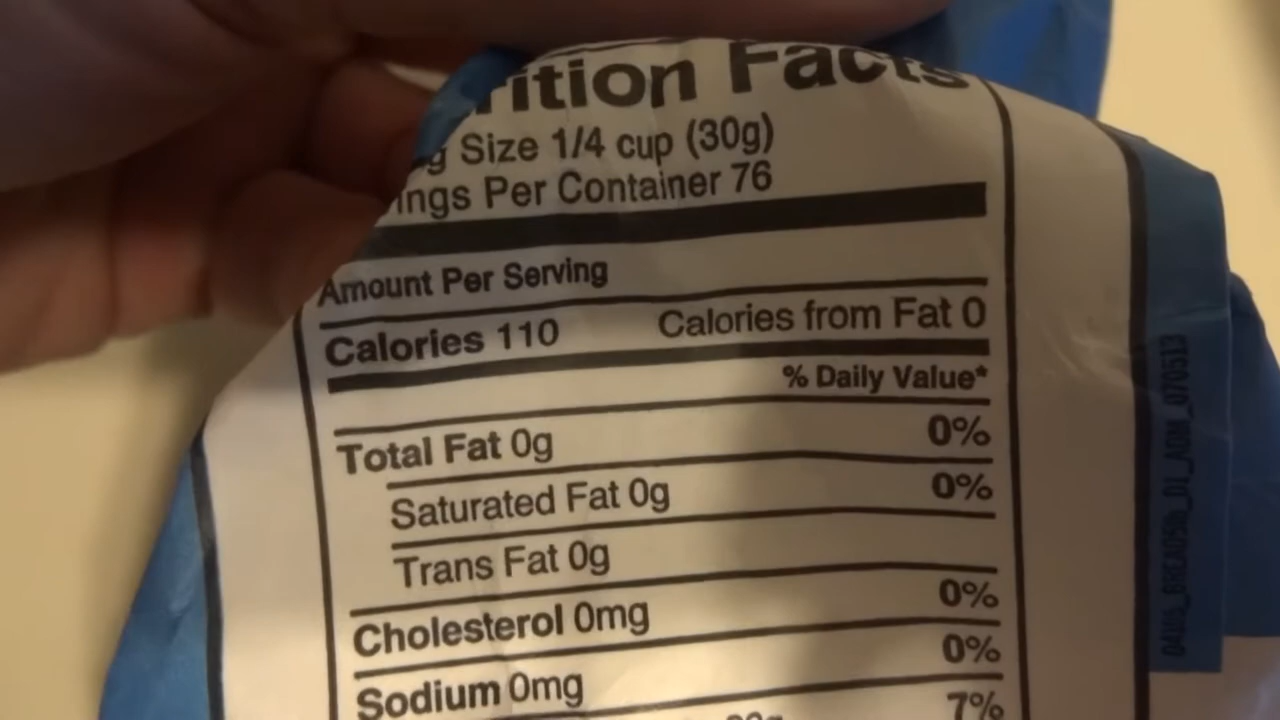 rition Facts
g Size 1/4 cup (30g)
ings Per Container 76
Amount Per Serving
Calories 110 Calories from Fat 0
% Daily Value*
Total Fat 0g 0%
Saturated Fat 0g 0%
Trans Fat 0g
Cholesterol 0mg 0%
Sodium 0mg 0%
7%